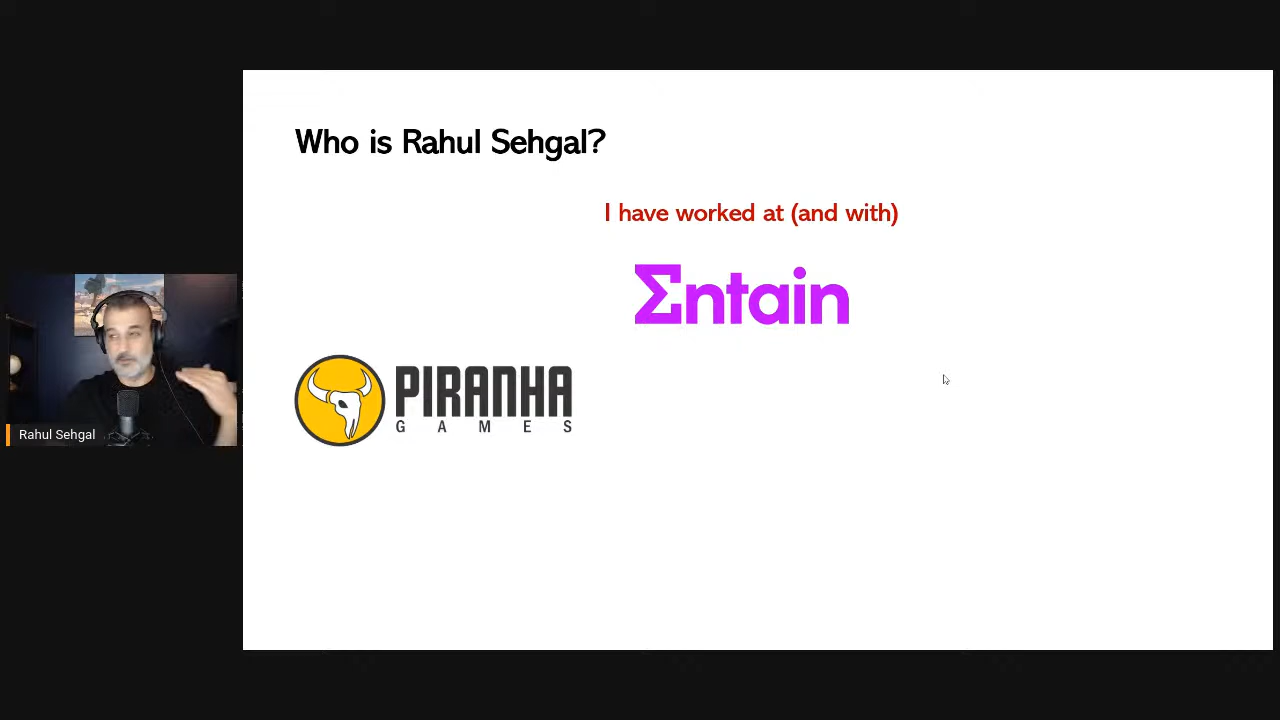 Who is Rahul Sehgal?
I have worked at (and with)
Σntain
PIRANHA
GAMES
Rahul Sehgal